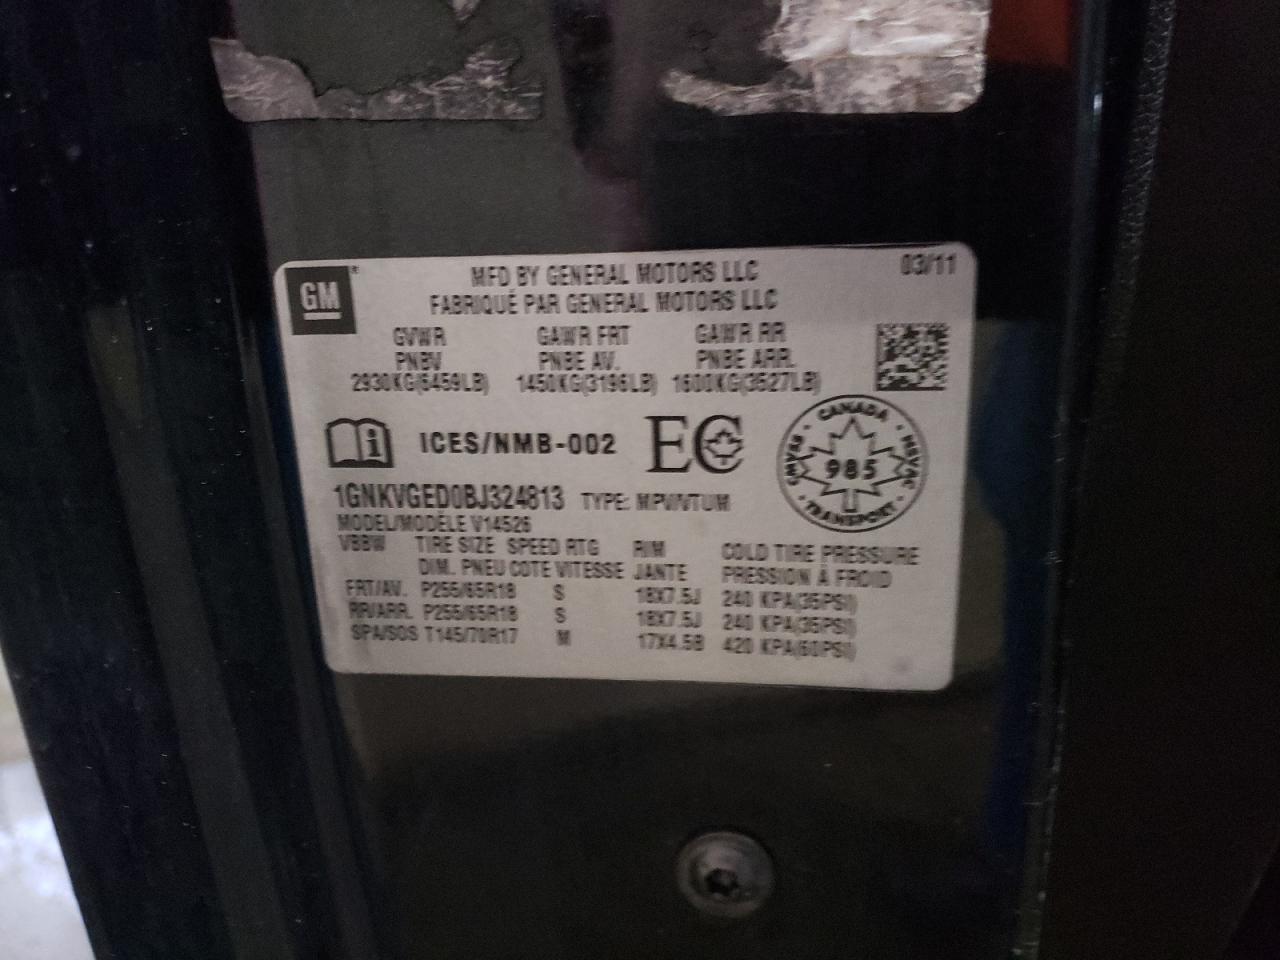 GM
MFD BY GENERAL MOTORS LLC
03/11
FABRIQUÉ PAR GENERAL MOTORS LLC
GVWR GAWR FRT GAWR RR
PNBV PNBE AV. PNBE ARR.
2930KG(6459LB) 1450KG(3196LB) 1600KG(3527LB)
ICES/NMB-002 EC
CANADA
CMVSS 985 NSVAC
TRANSPORT
1GNKVGED0BJ324813 TYPE: MPV/VTUM
MODEL/MODÈLE V14526
VBBW TIRE SIZE SPEED RTG RIM COLD TIRE PRESSURE
DIM. PNEU COTE VITESSE JANTE PRESSION À FROID
FRT/AV. P255/65R18 S 18X7.5J 240 KPA(35PSI)
RR/ARR. P255/65R18 S 18X7.5J 240 KPA(35PSI)
SPA/SOS T145/70R17 M 17X4.5B 420 KPA(60PSI)